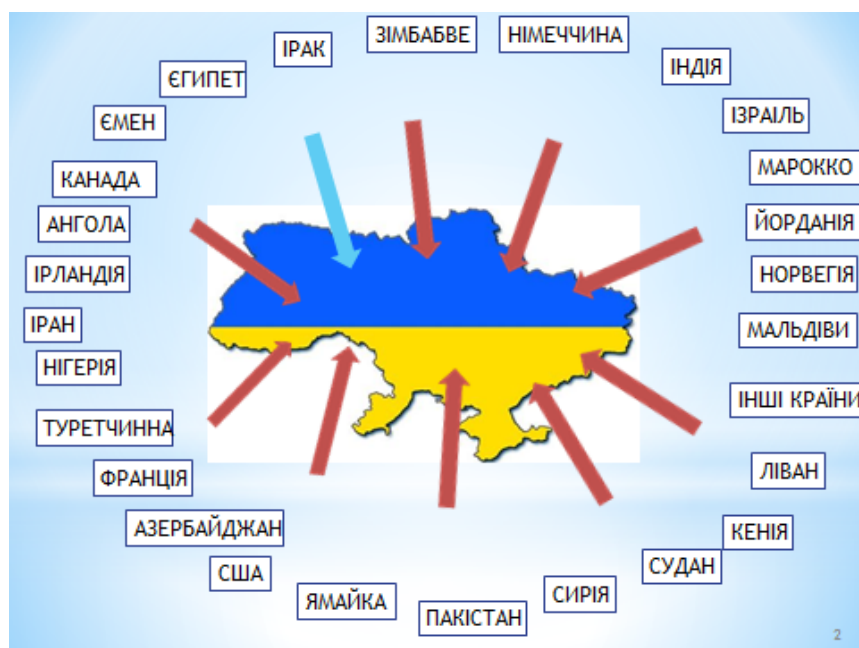 ІРАК
ЗІМБАБВЕ
НІМЕЧЧИНА
ЄГИПЕТ
ІНДІЯ
ЄМЕН
ІЗРАІЛЬ
КАНАДА
МАРОККО
АНГОЛА
ЙОРДАНІЯ
ІРЛАНДІЯ
НОРВЕГІЯ
ІРАН
МАЛЬДІВИ
НІГЕРІЯ
ІНШІ КРАЇНИ
ТУРЕТЧИННА
ФРАНЦІЯ
ЛІВАН
АЗЕРБАЙДЖАН
КЕНІЯ
США
СУДАН
ЯМАЙКА
СИРІЯ
ПАКІСТАН
2